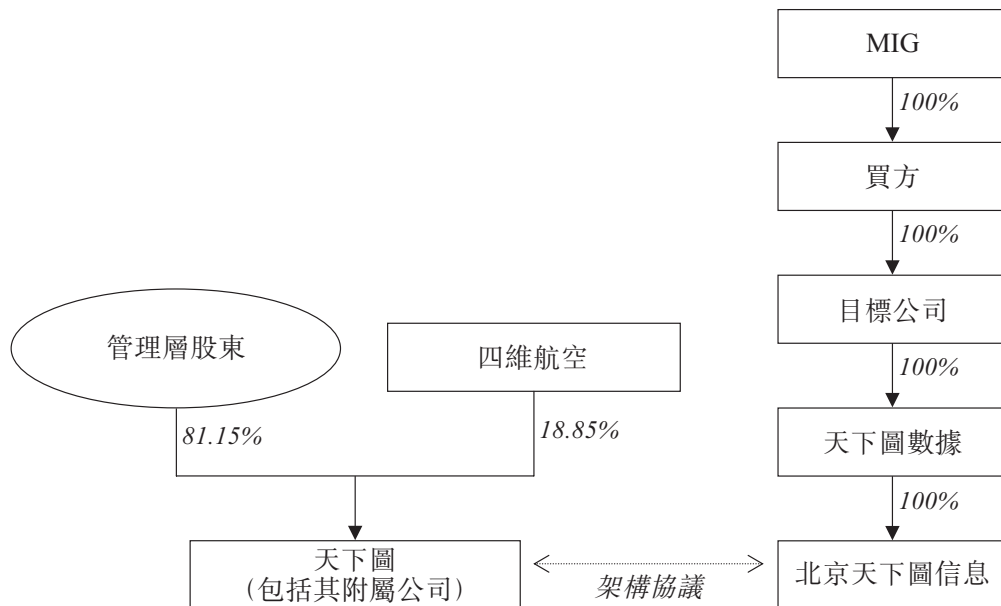 MIG
100%
買方
100%
目標公司
管理層股東
四維航空
100%
81.15%
18.85%
天下圖數據
100%
天下圖
(包括其附屬公司)
架構協議
北京天下圖信息